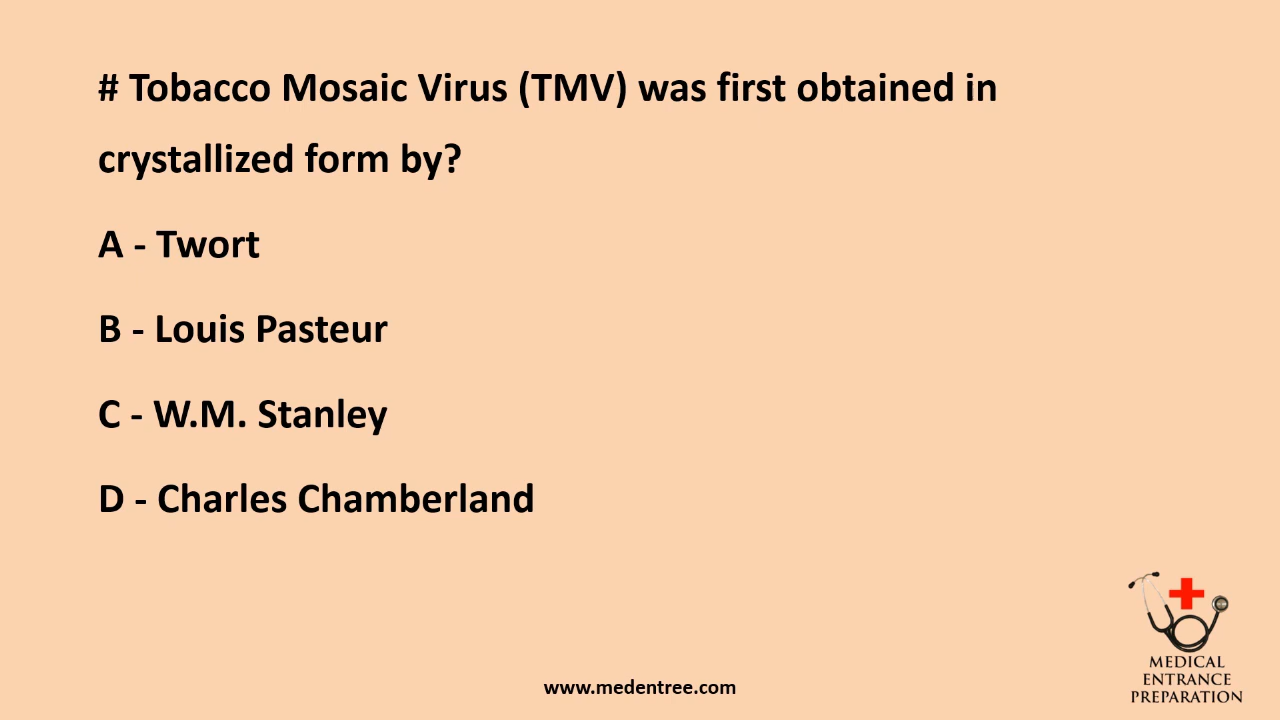 # Tobacco Mosaic Virus (TMV) was first obtained in
crystallized form by?
A - Twort
B - Louis Pasteur
C - W.M. Stanley
D - Charles Chamberland
MEDICAL
ENTRANCE
PREPARATION
www.medentree.com